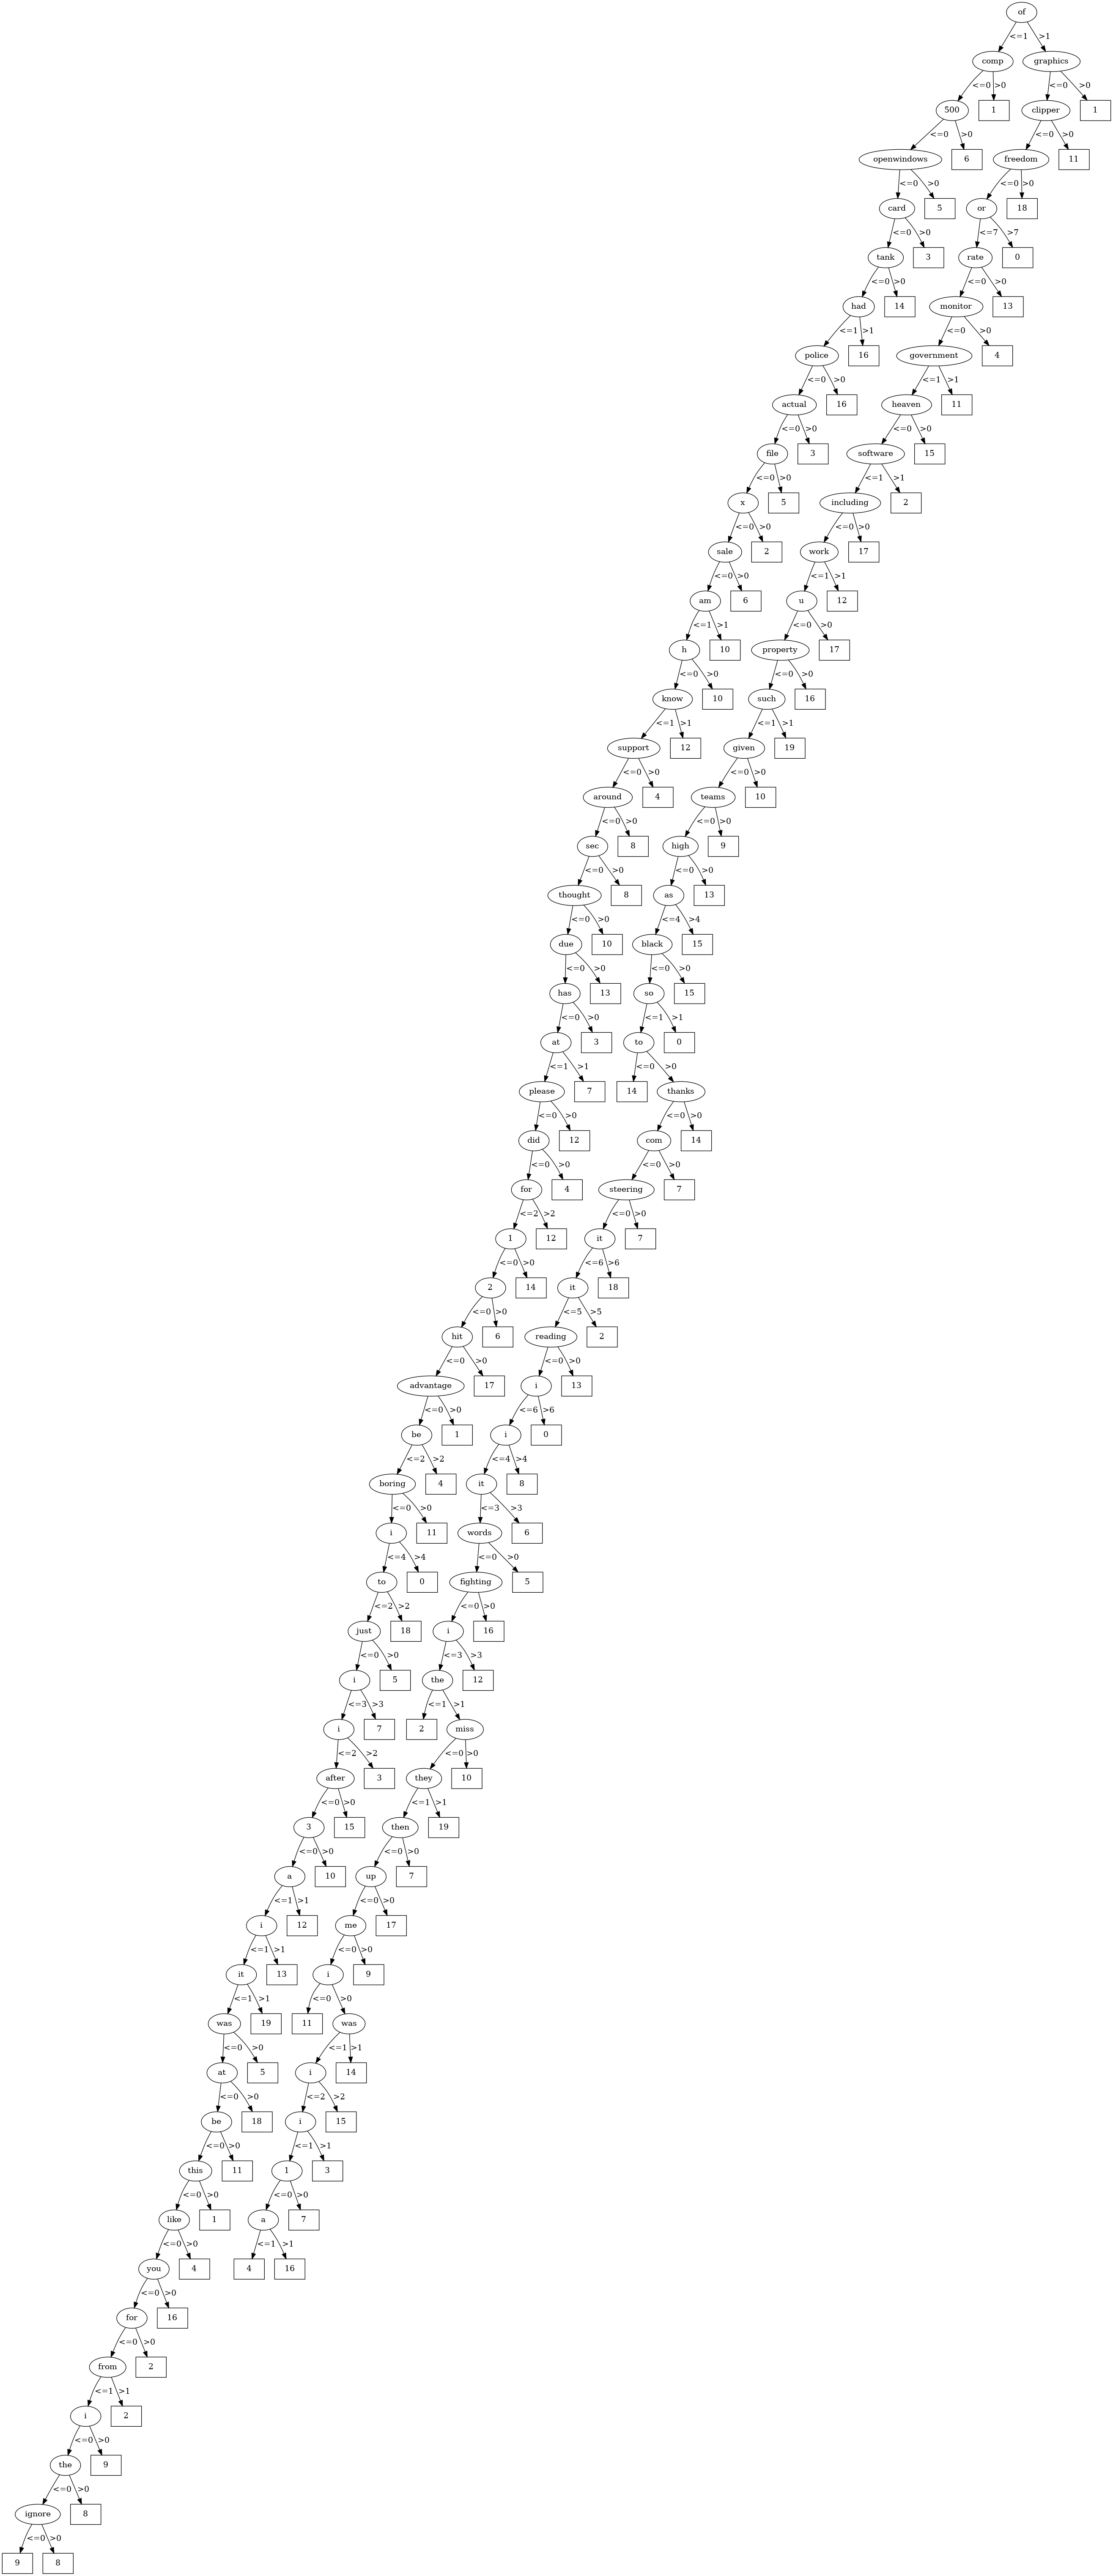 of
<=1 >1
comp graphics
<=0 >0 <=0 >0
500 1 clipper 1
<=0 >0 <=0 >0
openwindows 6 freedom 11
<=0 >0 <=0 >0
card 5 or 18
<=0 >0 <=7 >7
tank 3 rate 0
<=0 >0 <=0 >0
had 14 monitor 13
<=1 >1 <=0 >0
police 16 government 4
<=0 >0 <=1 >1
actual 16 heaven 11
<=0 >0 <=0 >0
file 3 software 15
<=0 >0 <=1 >1
x 5 including 2
<=0 >0 <=0 >0
sale 2 work 17
<=0 >0 <=1 >1
am 6 u 12
<=1 >1 <=0 >0
h 10 property 17
<=0 >0 <=0 >0
know 10 such 16
<=1 >1 <=1 >1
support 12 given 19
<=0 >0 <=0 >0
around 4 teams 10
<=0 >0 <=0 >0
sec 8 high 9
<=0 >0 <=0 >0
thought 8 as 13
<=0 >0 <=4 >4
due 10 black 15
<=0 >0 <=0 >0
has 13 so 15
<=0 >0 <=1 >1
at 3 to 0
<=1 >1 <=0 >0
please 7 14 thanks
<=0 >0 <=0 >0
did 12 com 14
<=0 >0 <=0 >0
for 4 steering 7
<=2 >2 <=0 >0
1 12 it 7
<=0 >0 <=6 >6
2 14 it 18
<=0 >0 <=5 >5
hit 6 reading 2
<=0 >0 <=0 >0
advantage 17 i 13
<=0 >0 <=6 >6
be 1 i 0
<=2 >2 <=4 >4
boring 4 it 8
<=0 >0 <=3 >3
i 11 words 6
<=4 >4 <=0 >0
to 0 fighting 5
<=2 >2 <=0 >0
just 18 i 16
<=0 >0 <=3 >3
i 5 the 12
<=3 >3 <=1 >1
i 7 2 miss
<=2 >2 <=0 >0
after 3 they 10
<=0 >0 <=1 >1
3 15 then 19
<=0 >0 <=0 >0
a 10 up 7
<=1 >1 <=0 >0
i 12 me 17
<=1 >1 <=0 >0
it 13 i 9
<=1 >1 <=0 >0
was 19 11 was
<=0 >0 <=1 >1
at 5 i 14
<=0 >0 <=2 >2
be 18 i 15
<=0 >0 <=1 >1
this 11 1 3
<=0 >0 <=0 >0
like 1 a 7
<=0 >0 <=1 >1
you 4 4 16
<=0 >0
for 16
<=0 >0
from 2
<=1 >1
i 2
<=0 >0
the 9
<=0 >0
ignore 8
<=0 >0
9 8